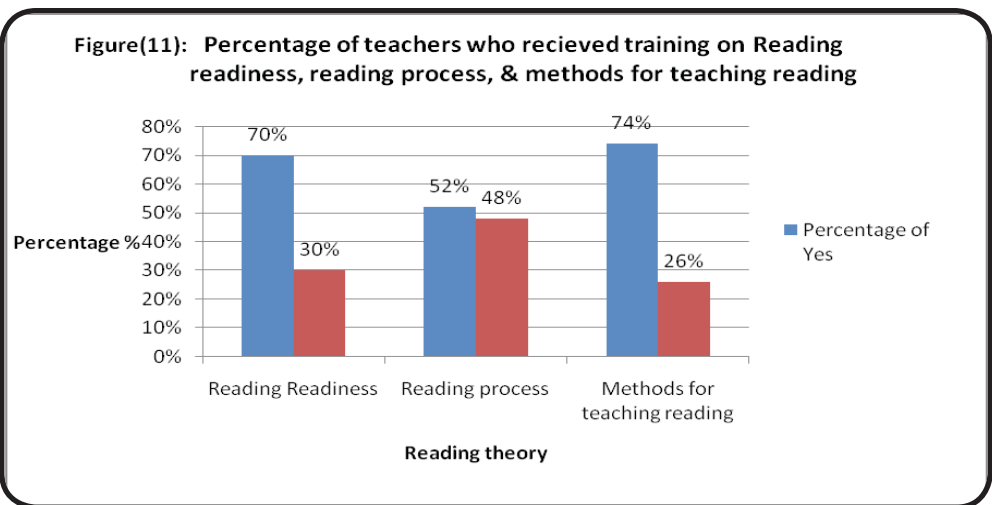 Figure(11): Percentage of teachers who recieved training on Reading
readiness, reading process, & methods for teaching reading
80%
70%
60%
50%
40%
30%
20%
10%
0%
Percentage %
70%
30%
52%
48%
74%
26%
Reading Readiness
Reading process
Methods for
teaching reading
Reading theory
Percentage of
Yes